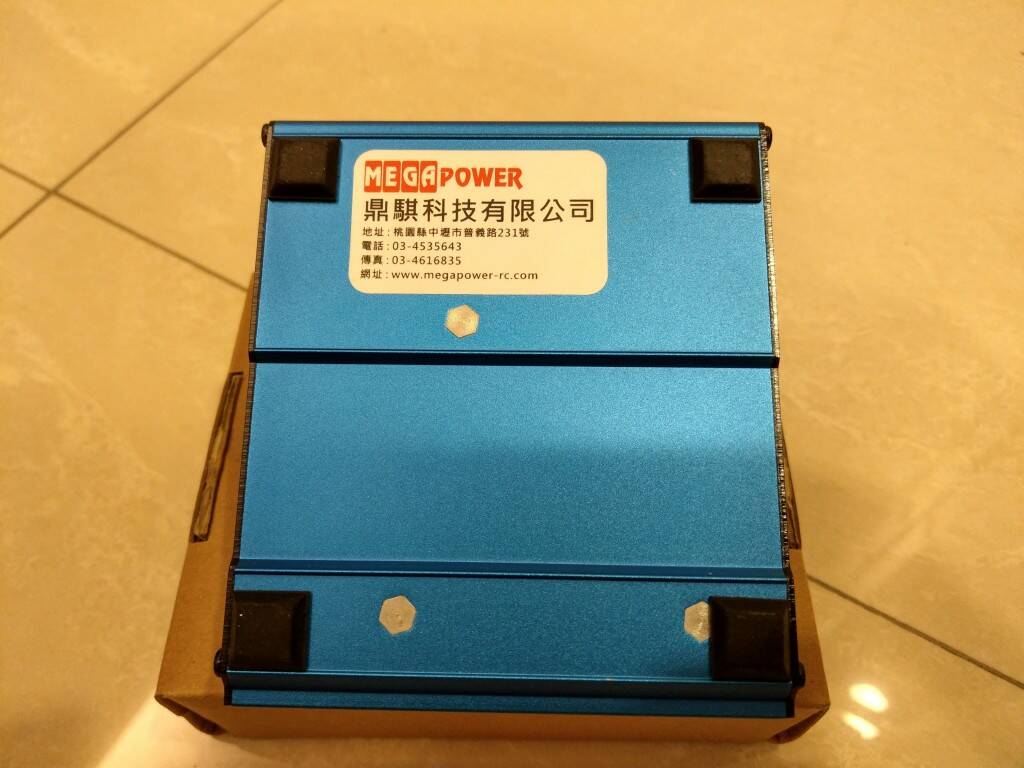 MEGAPOWER
鼎騏科技有限公司
地址:桃園縣中壢市普義路231號
電話:03-4535643
傳真:03-4616835
網址:www.megapower-rc.com